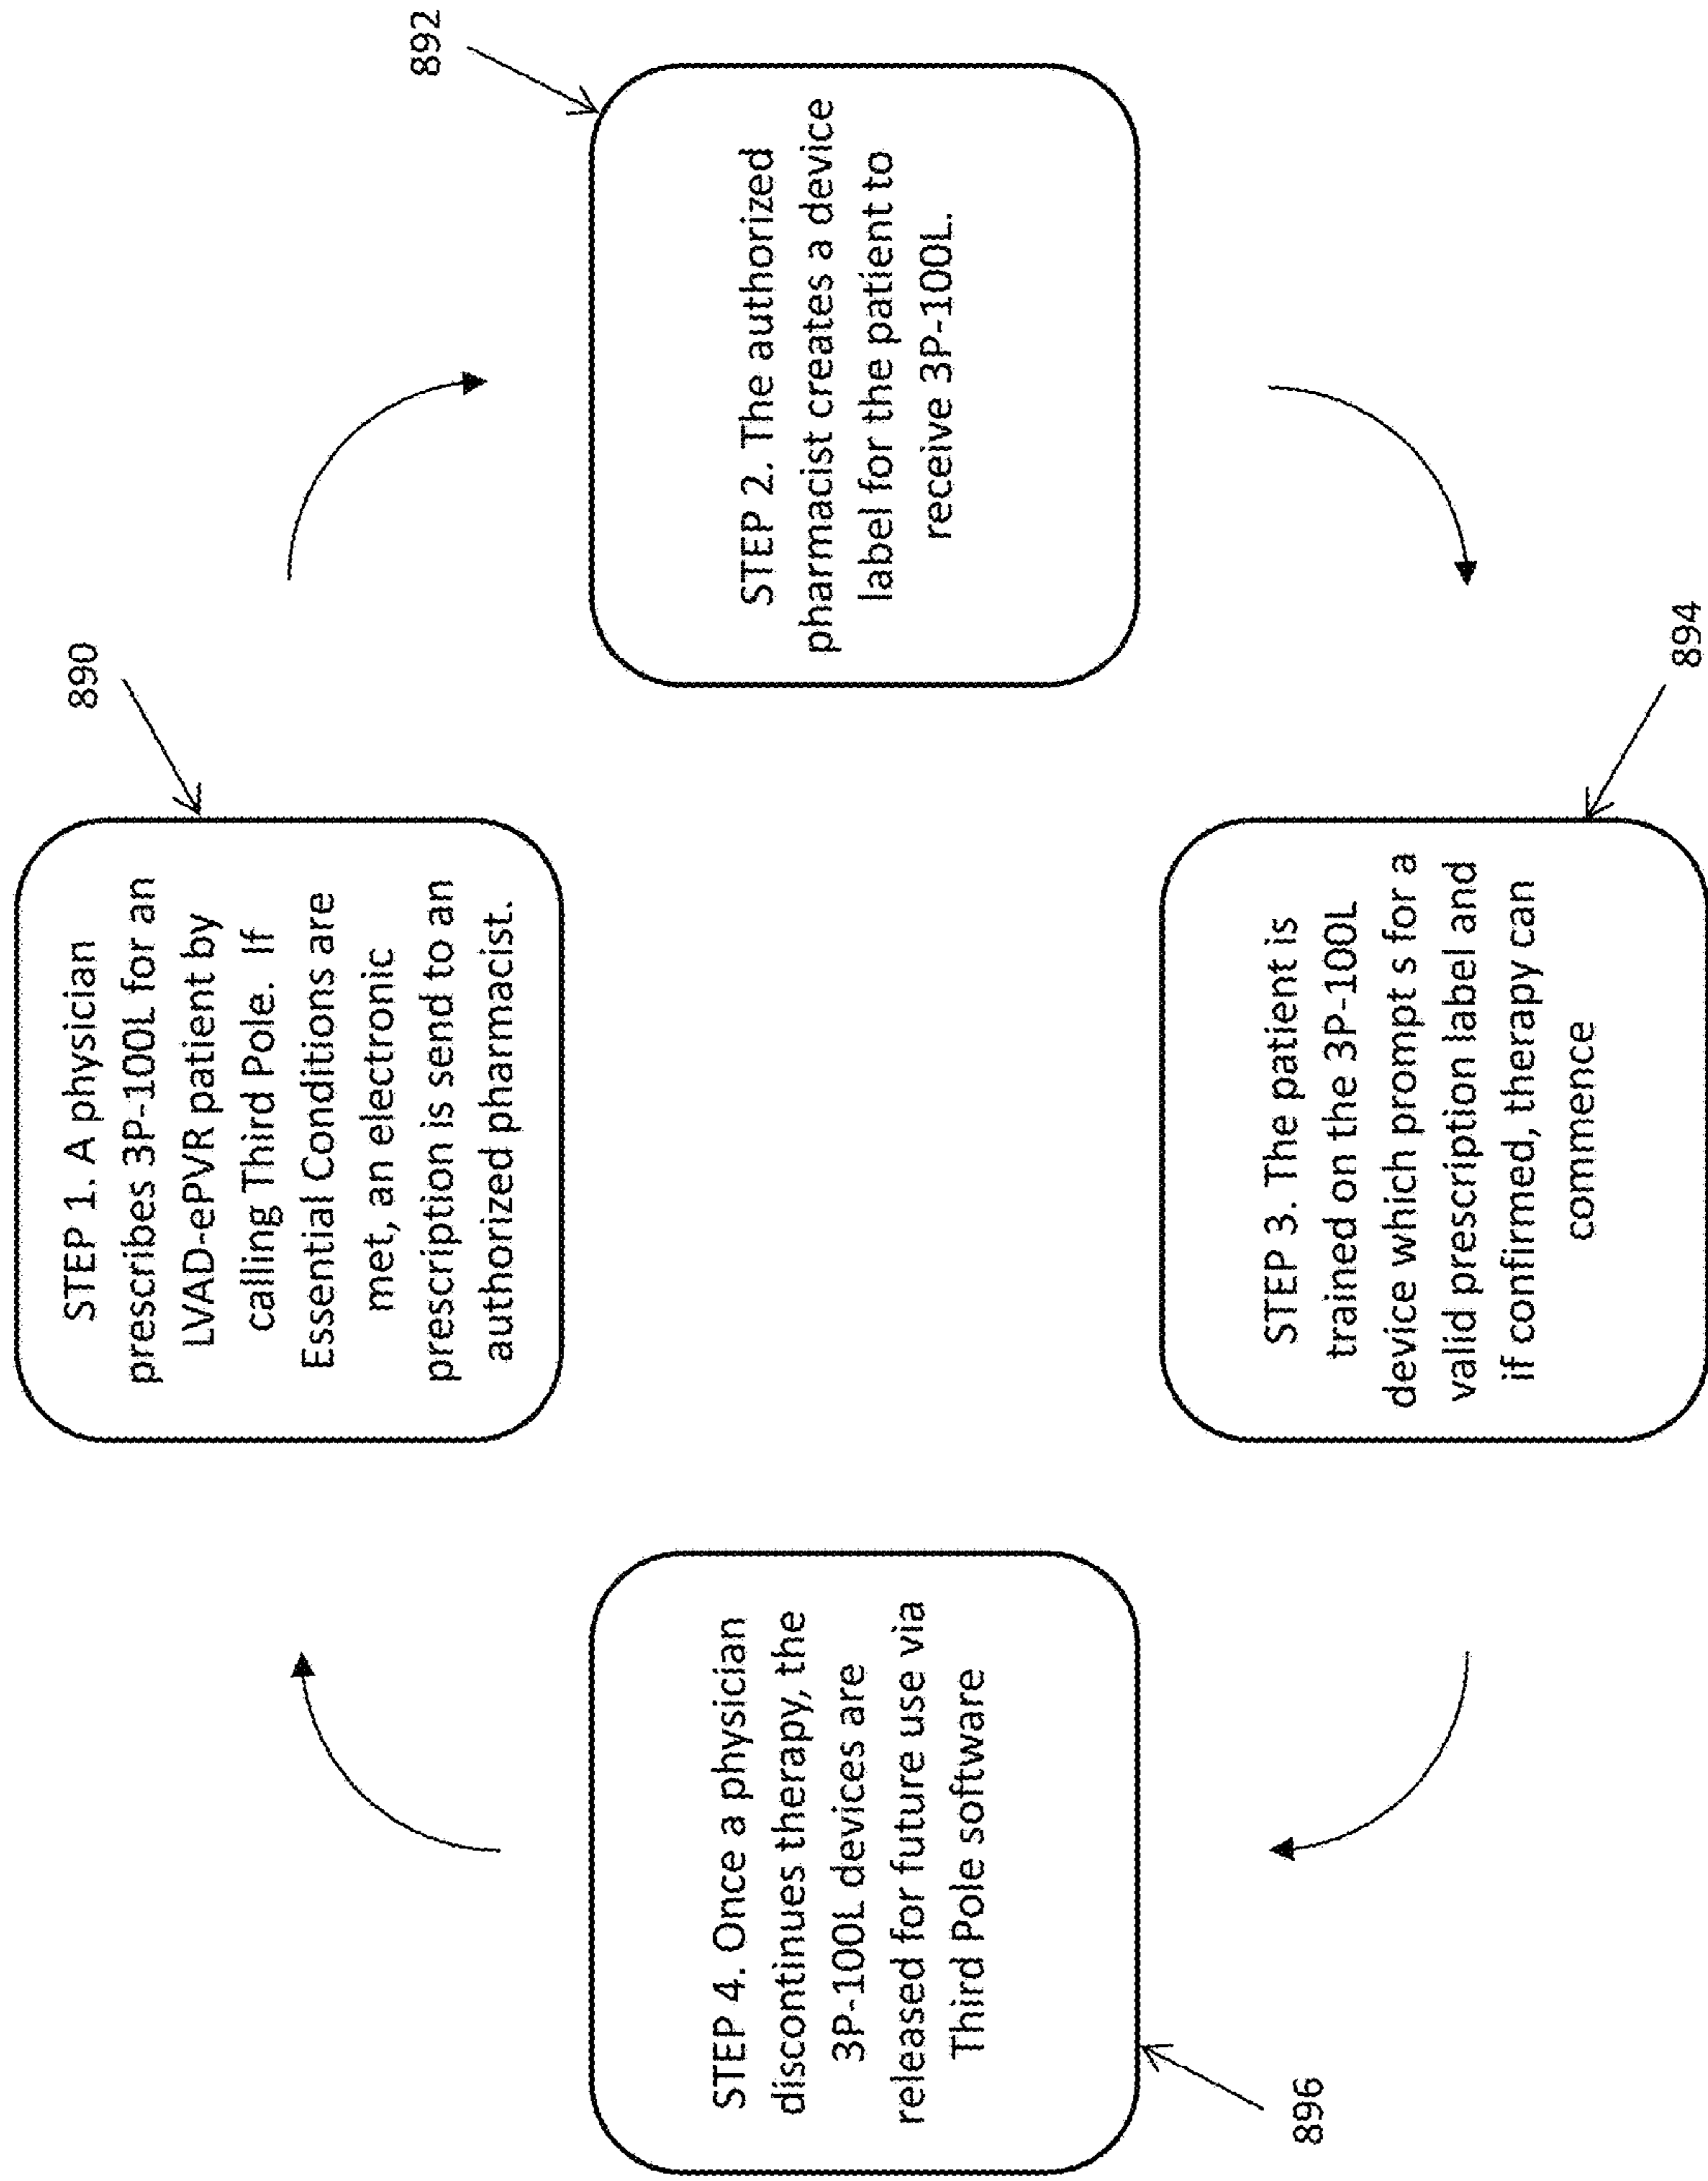 890
STEP 1. A physician
prescribes 3P-100L for an
LVAD-ePVR patient by
calling Third Pole.  If
Essential Conditions are
met, an electronic
prescription is send to an
authorized pharmacist.
892
STEP 2. The authorized
pharmacist creates a device
label for the patient to
receive 3P-100L.
894
STEP 3. The patient is
trained on the 3P-100L
device which prompt s for a
valid prescription label and
if confirmed, therapy can
commence
896
STEP 4. Once a physician
discontinues therapy, the
3P-100L devices are
released for future use via
Third Pole software